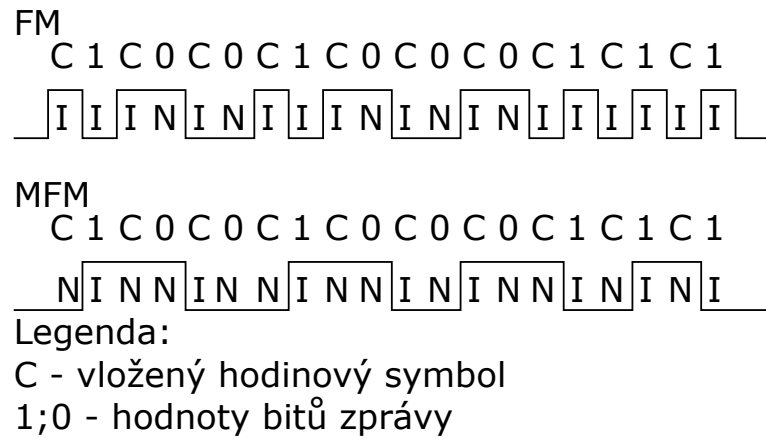 FM
C 1 C 0 C 0 C 1 C 0 C 0 C 0 C 1 C 1 C 1
I I I N I N I I I N I N I N I I I I I I
MFM
C 1 C 0 C 0 C 1 C 0 C 0 C 0 C 1 C 1 C 1
N I N N I N N I N N I N I N N I N I N I
Legenda:
C - vložený hodinový symbol
1;0 - hodnoty bitů zprávy